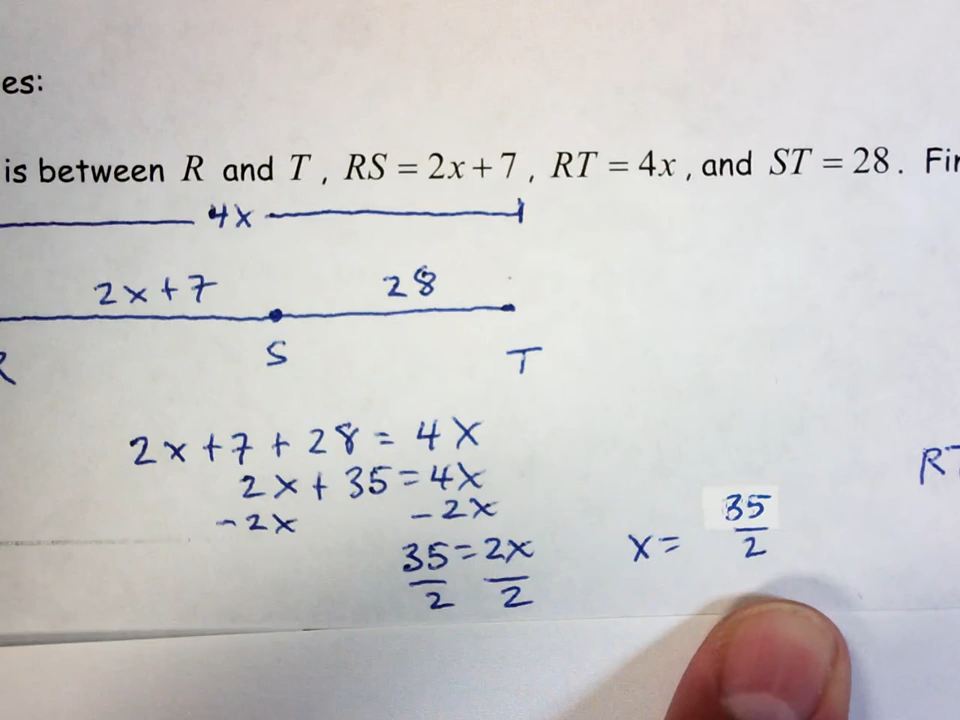 es:
is between R and T, RS = 2x + 7, RT = 4x, and ST = 28. Fin
4x
2x + 7 28
R S T
2x + 7 + 28 = 4x
2x + 35 = 4x
-2x -2x
35 = 2x
2 2
x = 35/2
RT